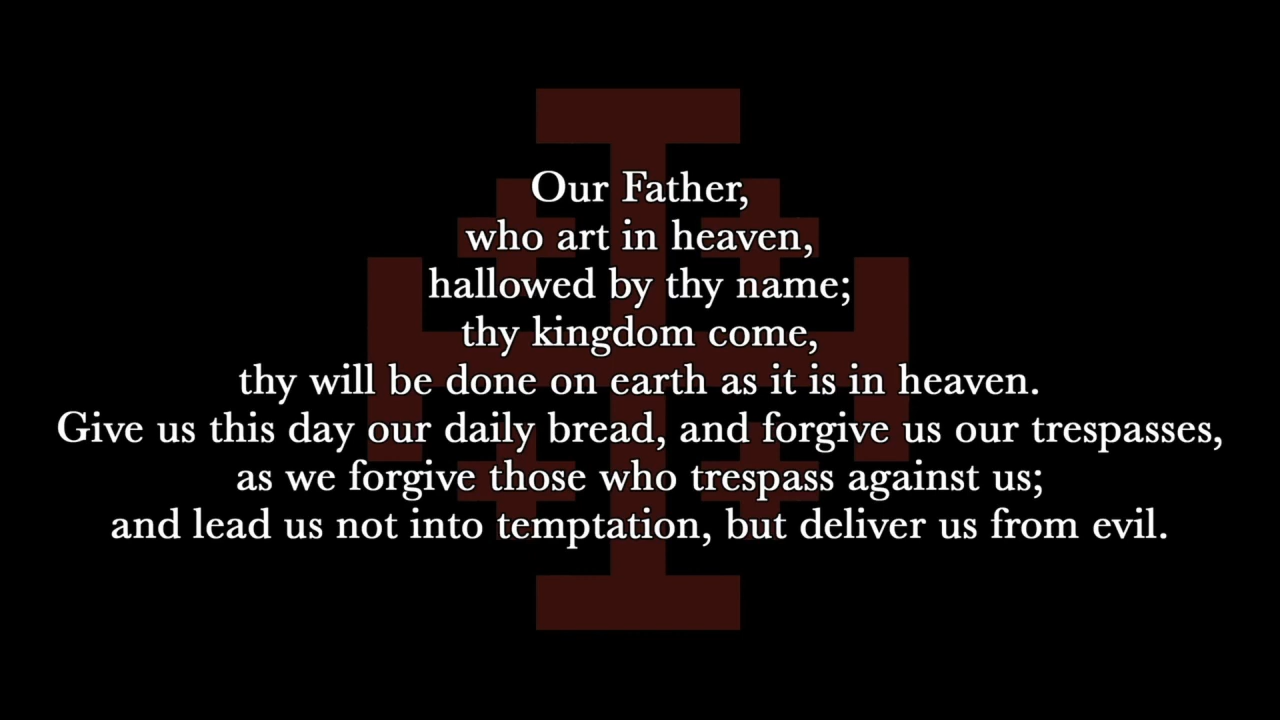 Our Father,
who art in heaven,
hallowed by thy name;
thy kingdom come,
thy will be done on earth as it is in heaven.
Give us this day our daily bread, and forgive us our trespasses,
as we forgive those who trespass against us;
and lead us not into temptation, but deliver us from evil.